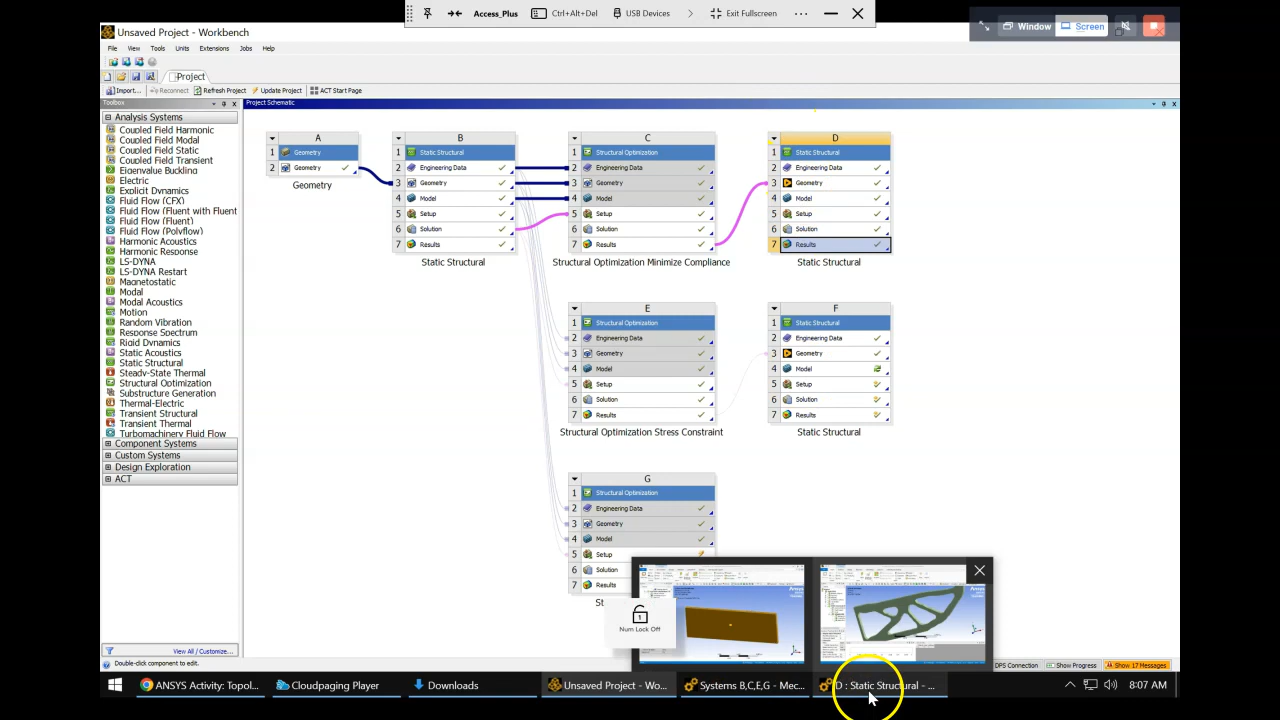 Access_Plus
Ctrl+Alt+Del
USB Devices
Exit Fullscreen
Window
Screen
Unsaved Project - Workbench
File View Tools Units Extensions Jobs Help
Project
Import... Reconnect Refresh Project Update Project ACT Start Page
Toolbox
Project Schematic
Analysis Systems
Coupled Field Harmonic
Coupled Field Modal
Coupled Field Static
Coupled Field Transient
Eigenvalue Buckling
Electric
Explicit Dynamics
Fluid Flow (CFX)
Fluid Flow (Fluent with Fluent
Fluid Flow (Fluent)
Fluid Flow (Polyflow)
Harmonic Acoustics
Harmonic Response
LS-DYNA
LS-DYNA Restart
Magnetostatic
Modal
Modal Acoustics
Motion
Random Vibration
Response Spectrum
Rigid Dynamics
Static Acoustics
Static Structural
Steady-State Thermal
Structural Optimization
Substructure Generation
Thermal-Electric
Transient Structural
Transient Thermal
Turbomachinery Fluid Flow
Component Systems
Custom Systems
Design Exploration
ACT
View All / Customize...
A
1 Geometry
2 Geometry
Geometry
B
1 Static Structural
2 Engineering Data
3 Geometry
4 Model
5 Setup
6 Solution
7 Results
Static Structural
C
1 Structural Optimization
2 Engineering Data
3 Geometry
4 Model
5 Setup
6 Solution
7 Results
Structural Optimization Minimize Compliance
D
1 Static Structural
2 Engineering Data
3 Geometry
4 Model
5 Setup
6 Solution
7 Results
Static Structural
E
1 Structural Optimization
2 Engineering Data
3 Geometry
4 Model
5 Setup
6 Solution
7 Results
Structural Optimization Stress Constraint
F
1 Static Structural
2 Engineering Data
3 Geometry
4 Model
5 Setup
6 Solution
7 Results
Static Structural
G
1 Structural Optimization
2 Engineering Data
3 Geometry
4 Model
5 Setup
6 Solution
7 Results
St
Num Lock Off
Double-click component to edit.
DPS Connection Show Progress Show 17 Messages
ANSYS Activity: Topol...
Cloudpaging Player
Downloads
Unsaved Project - Wo...
Systems B,C,E,G - Mec...
D : Static Structural - ...
8:07 AM